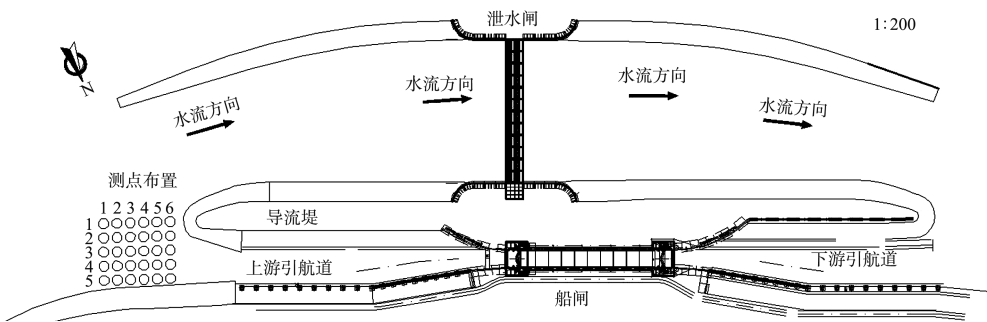 泄水闸
1:200
N
水流方向
水流方向
水流方向
水流方向
测点布置
1 2 3 4 5 6
1
2
3
4
5
导流堤
上游引航道
下游引航道
船闸